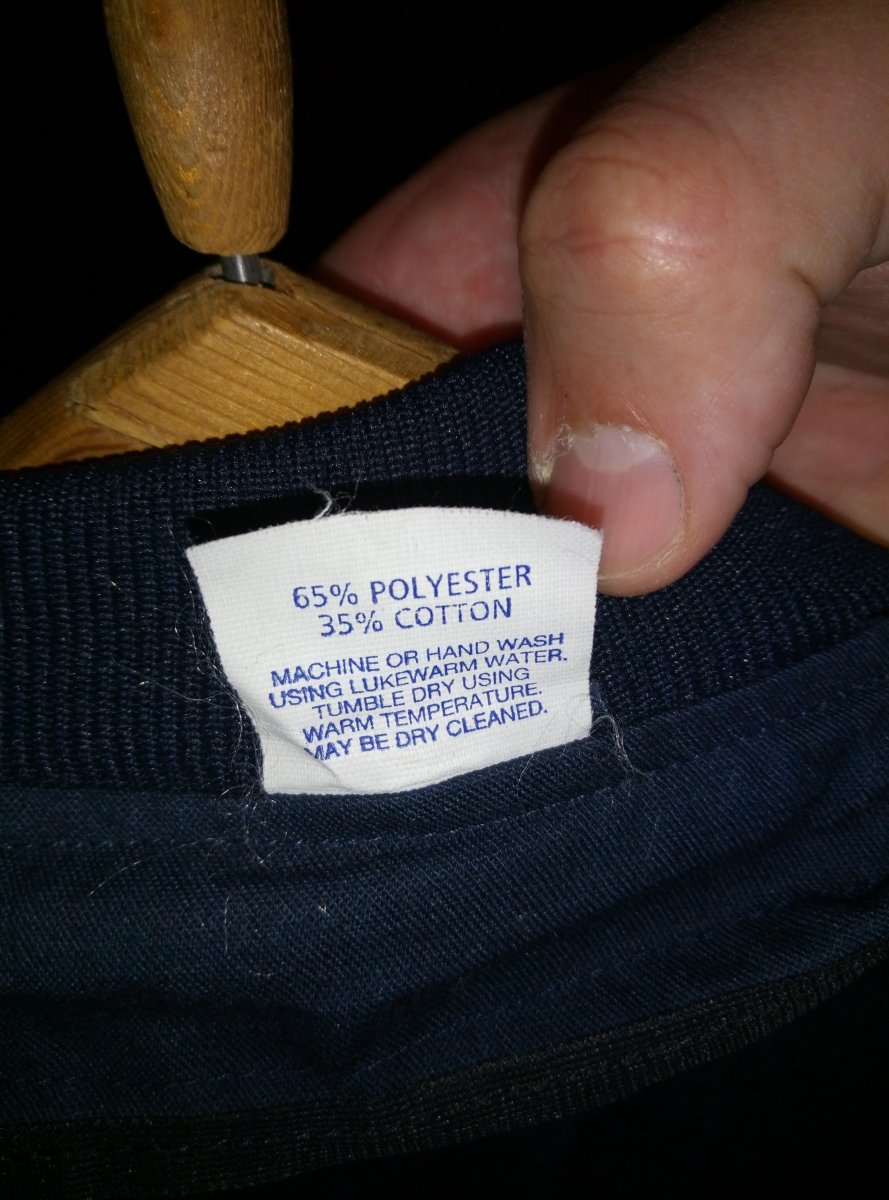 65% POLYESTER
35% COTTON
MACHINE OR HAND WASH
USING LUKEWARM WATER.
TUMBLE DRY USING
WARM TEMPERATURE.
MAY BE DRY CLEANED.